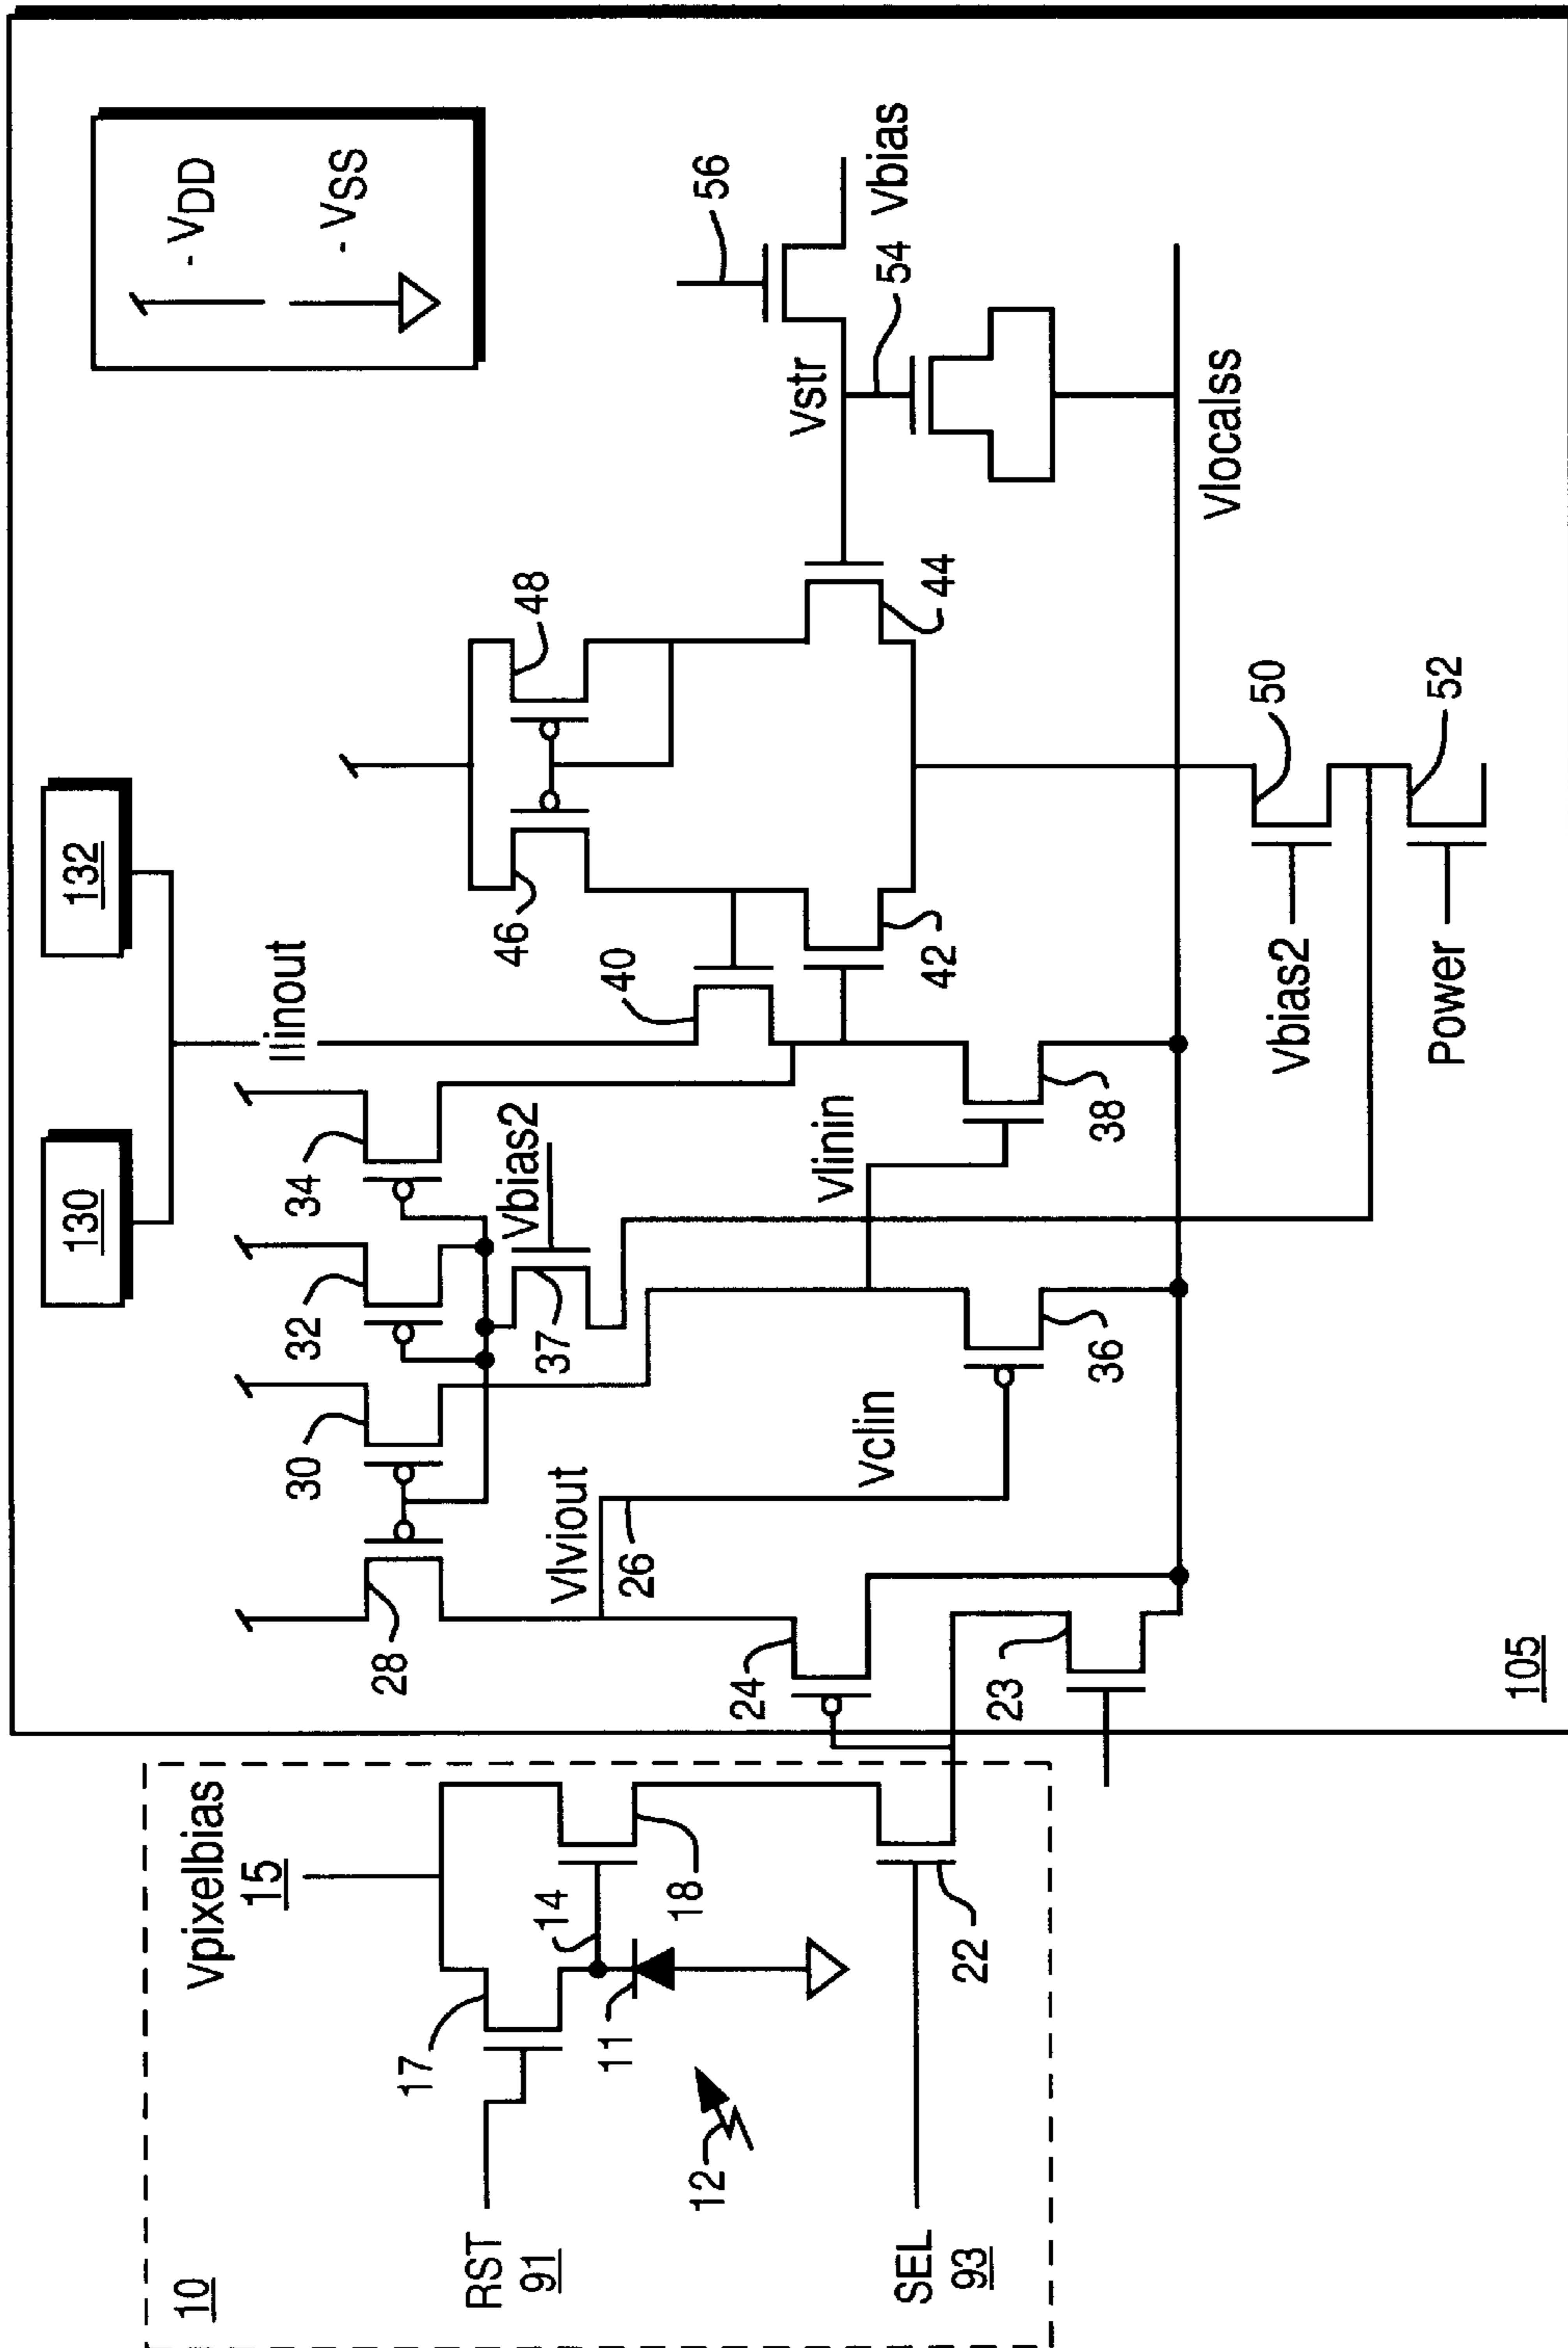 10
Vpixelbias
15
RST
91
17
14
11
18
12
SEL
93
22
130
132
- VDD
- VSS
28
30
32
34
Vbias2
37
Vlviout
26
24
23
Vclin
36
Vlinin
38
Ilinout
40
46
48
42
44
Vstr
56
54
Vbias
Vlocalss
Vbias2
50
Power
52
105